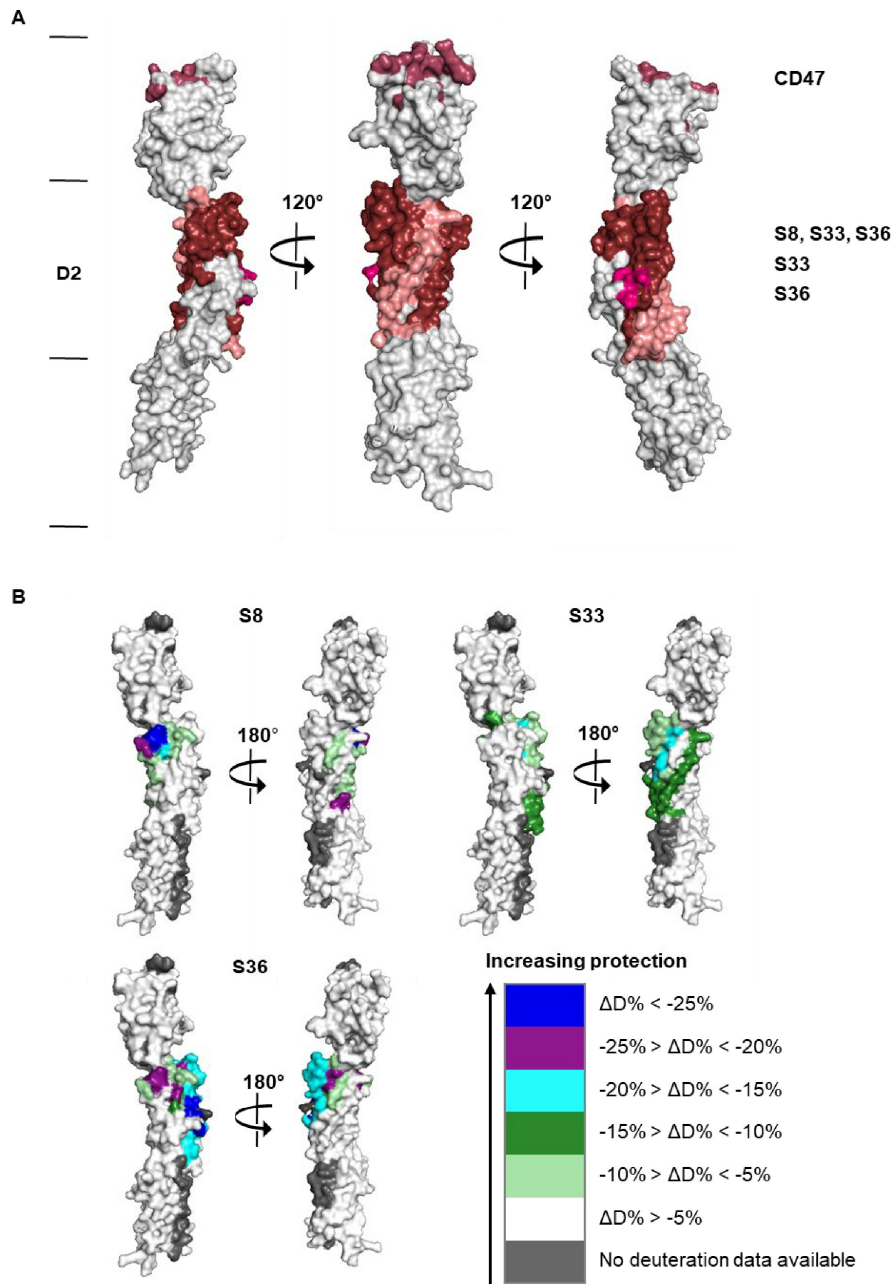 A
CD47
120°
120°
S8, S33, S36
D2
S33
S36
B
S8
S33
180°
180°
S36
Increasing protection
180°
ΔD% < -25%
-25% > ΔD% < -20%
-20% > ΔD% < -15%
-15% > ΔD% < -10%
-10% > ΔD% < -5%
ΔD% > -5%
No deuteration data available